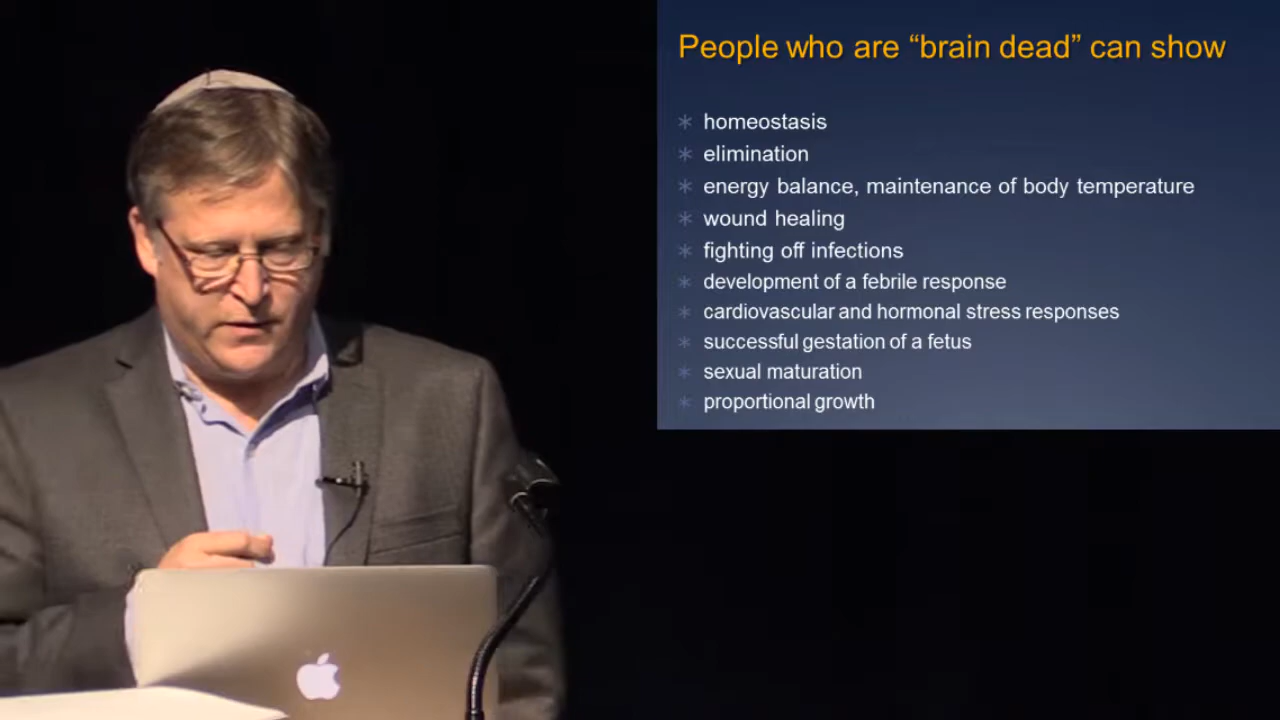 People who are “brain dead” can show
homeostasis
elimination
energy balance, maintenance of body temperature
wound healing
fighting off infections
development of a febrile response
cardiovascular and hormonal stress responses
successful gestation of a fetus
sexual maturation
proportional growth